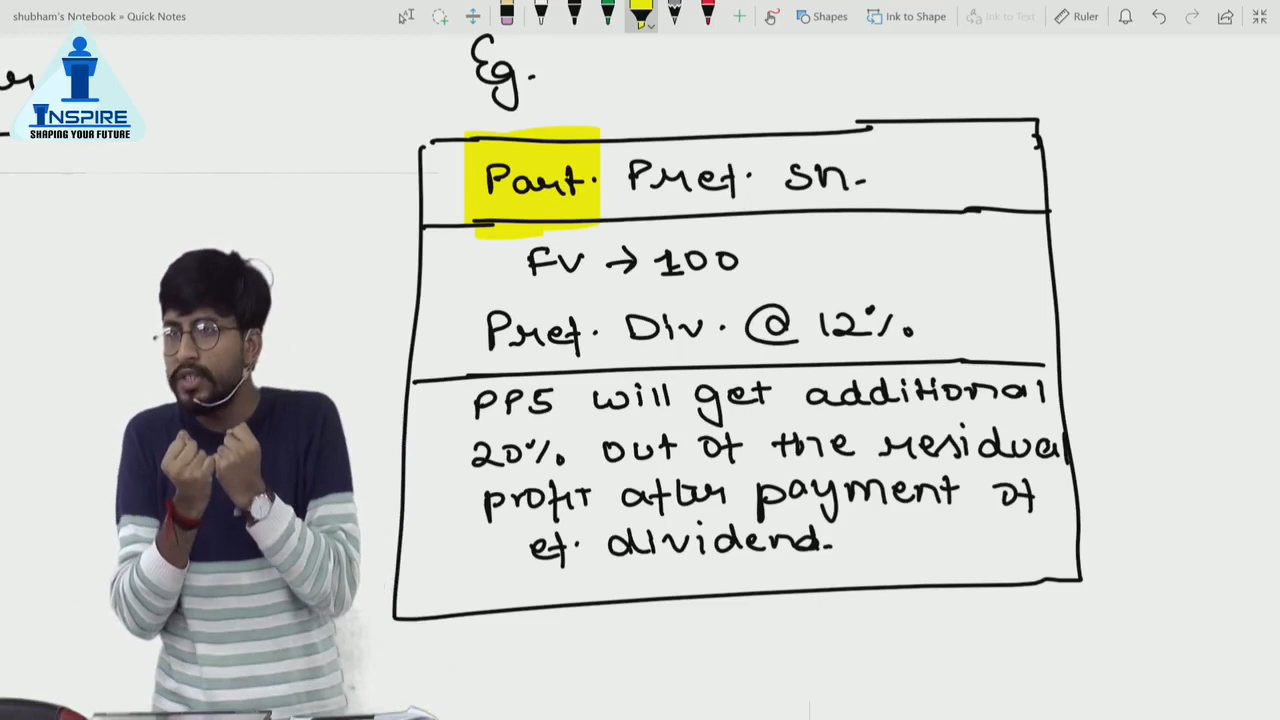 shubham's Notebook » Quick Notes
Shapes
Ink to Shape
Ink to Text
Ruler
INSPIRE
SHAPING YOUR FUTURE
Eg.
Part. Pref. Sh.
FV → 100
Pref. Div. @ 12%.
PPS will get additional
20% out of the residual
profit after payment of
ef. dividend.